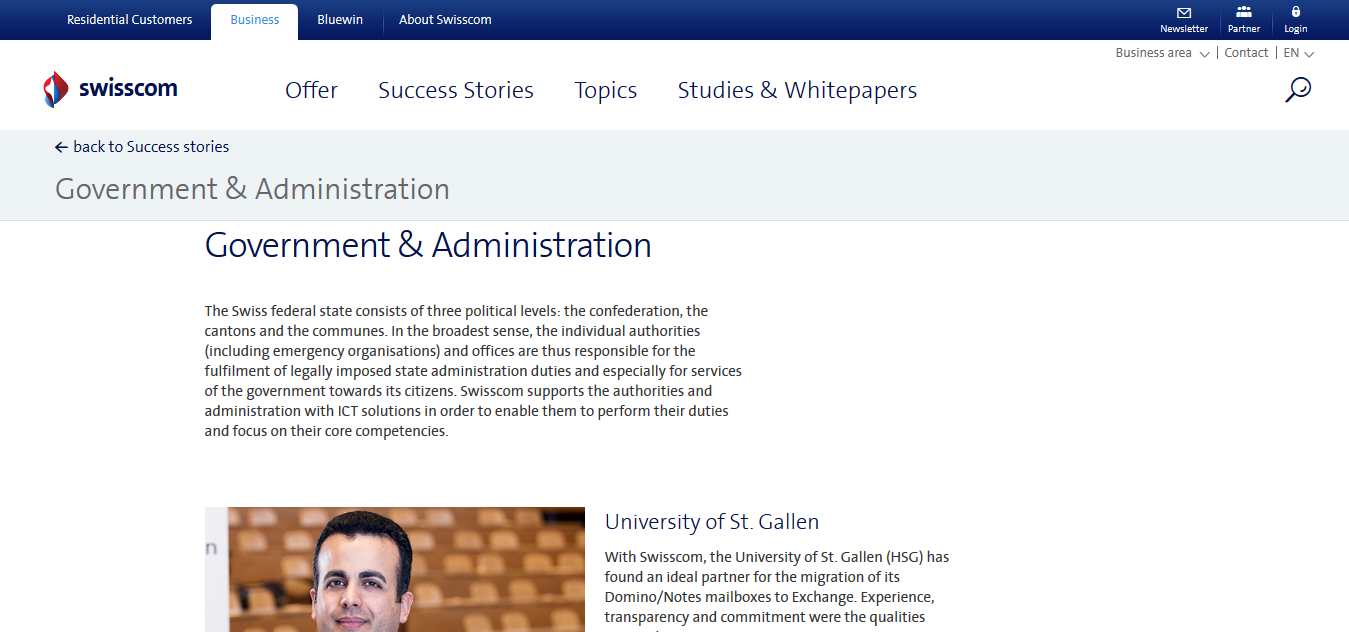 Residential Customers Business Bluewin About Swisscom
Newsletter Partner Login
Business area Contact EN
swisscom Offer Success Stories Topics Studies & Whitepapers
back to Success stories
Government & Administration
Government & Administration
The Swiss federal state consists of three political levels: the confederation, the
cantons and the communes. In the broadest sense, the individual authorities
(including emergency organisations) and offices are thus responsible for the
fulfilment of legally imposed state administration duties and especially for services
of the government towards its citizens. Swisscom supports the authorities and
administration with ICT solutions in order to enable them to perform their duties
and focus on their core competencies.
n
University of St. Gallen
With Swisscom, the University of St. Gallen (HSG) has
found an ideal partner for the migration of its
Domino/Notes mailboxes to Exchange. Experience,
transparency and commitment were the qualities